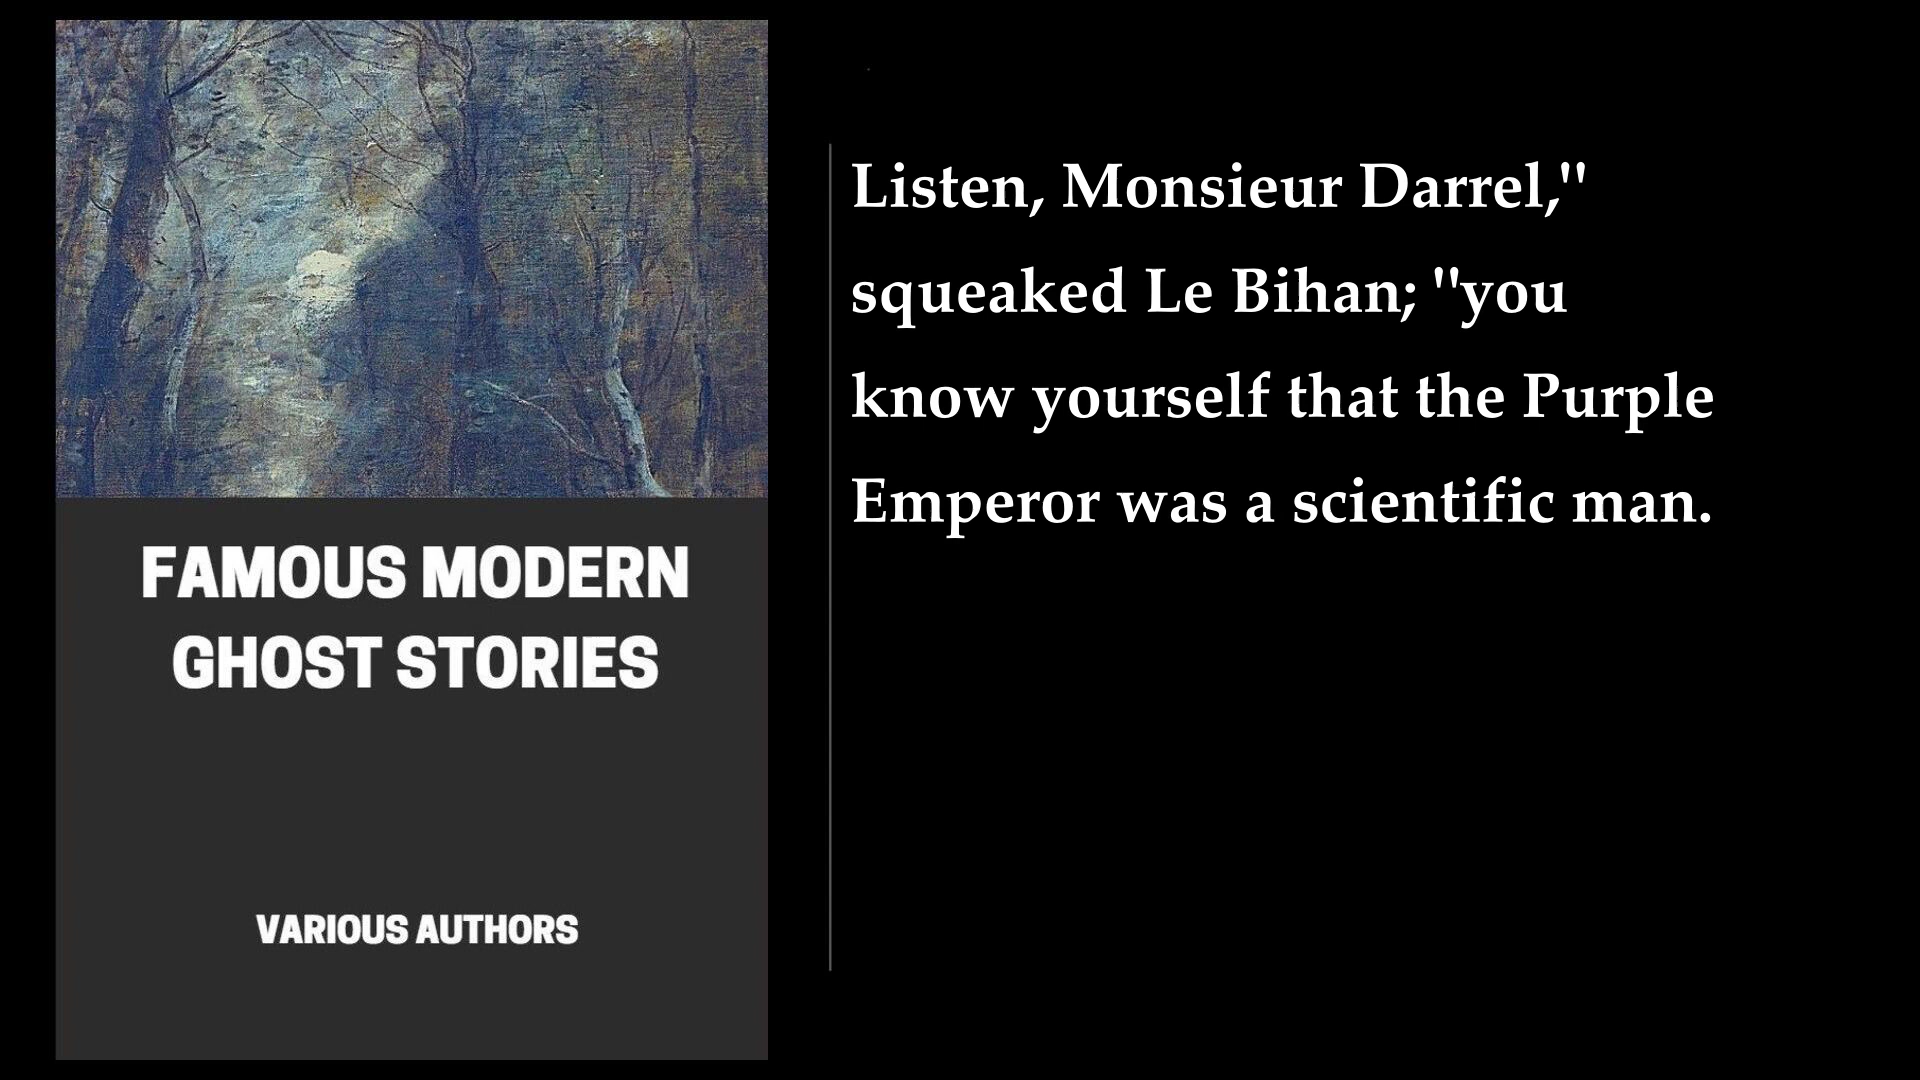 FAMOUS MODERN
GHOST STORIES
VARIOUS AUTHORS
Listen, Monsieur Darrel,"
squeaked Le Bihan; "you
know yourself that the Purple
Emperor was a scientific man.